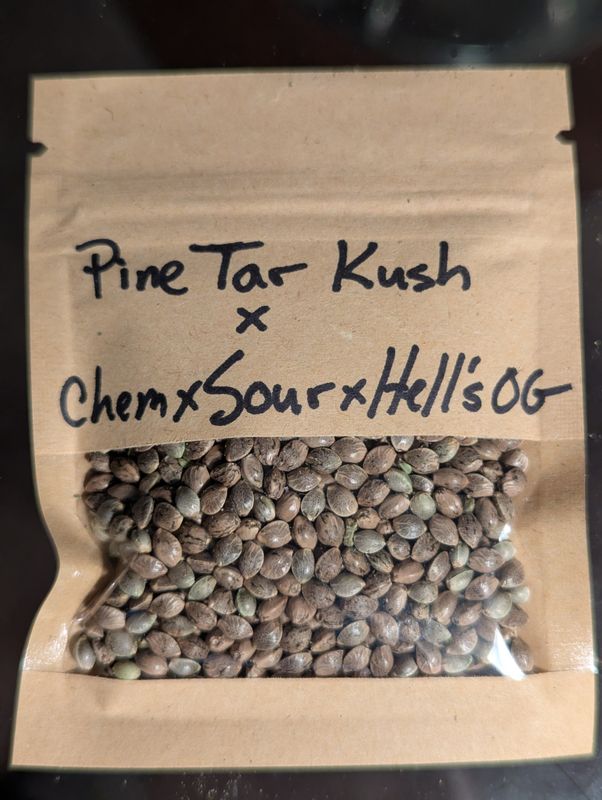 Pine Tar Kush
x
Chem x Sour x Hell's OG